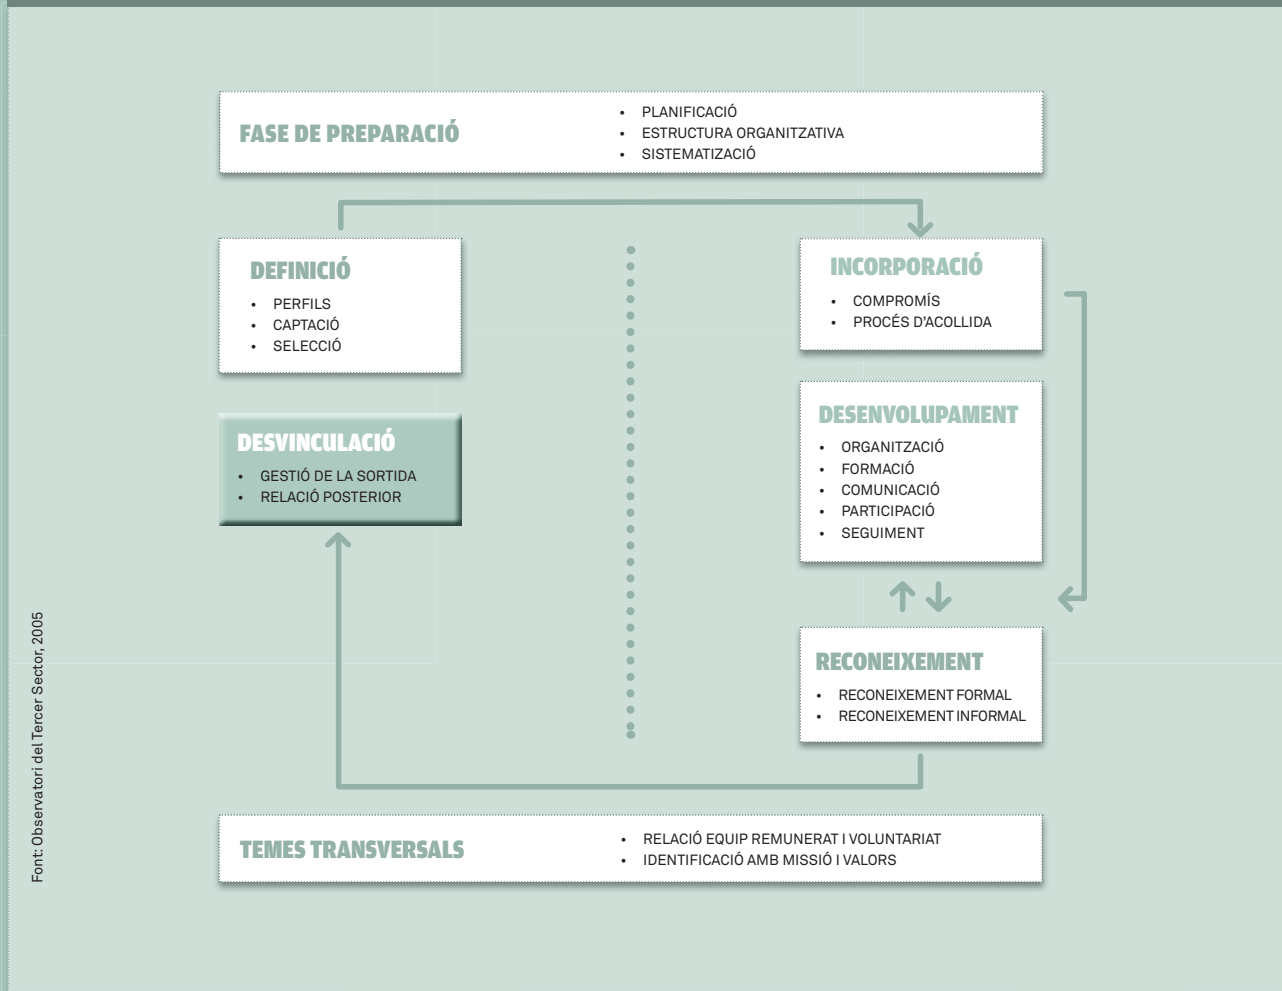 FASE DE PREPARACIÓ
• PLANIFICACIÓ
• ESTRUCTURA ORGANITZATIVA
• SISTEMATIZACIÓ
DEFINICIÓ
• PERFILS
• CAPTACIÓ
• SELECCIÓ
INCORPORACIÓ
• COMPROMÍS
• PROCÉS D'ACOLLIDA
DESVINCULACIÓ
• GESTIÓ DE LA SORTIDA
• RELACIÓ POSTERIOR
DESENVOLUPAMENT
• ORGANITZACIÓ
• FORMACIÓ
• COMUNICACIÓ
• PARTICIPACIÓ
• SEGUIMENT
RECONEIXEMENT
• RECONEIXEMENT FORMAL
• RECONEIXEMENT INFORMAL
TEMES TRANSVERSALS
• RELACIÓ EQUIP REMUNERAT I VOLUNTARIAT
• IDENTIFICACIÓ AMB MISSIÓ I VALORS
Font: Observatori del Tercer Sector, 2005